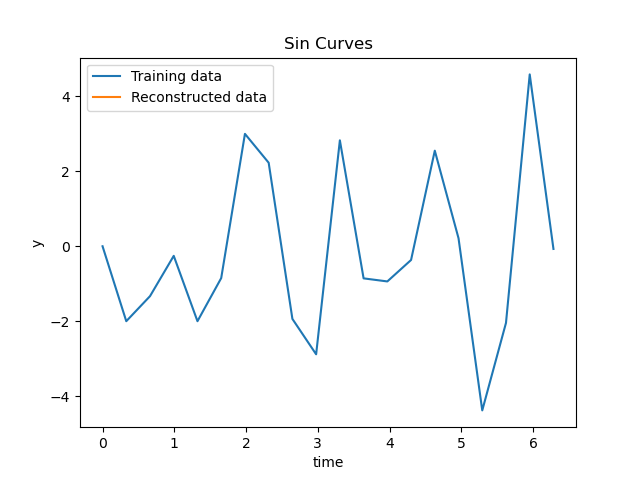 Sin Curves
Training data
Reconstructed data
4
2
0
−2
−4
y
0 1 2 3 4 5 6
time